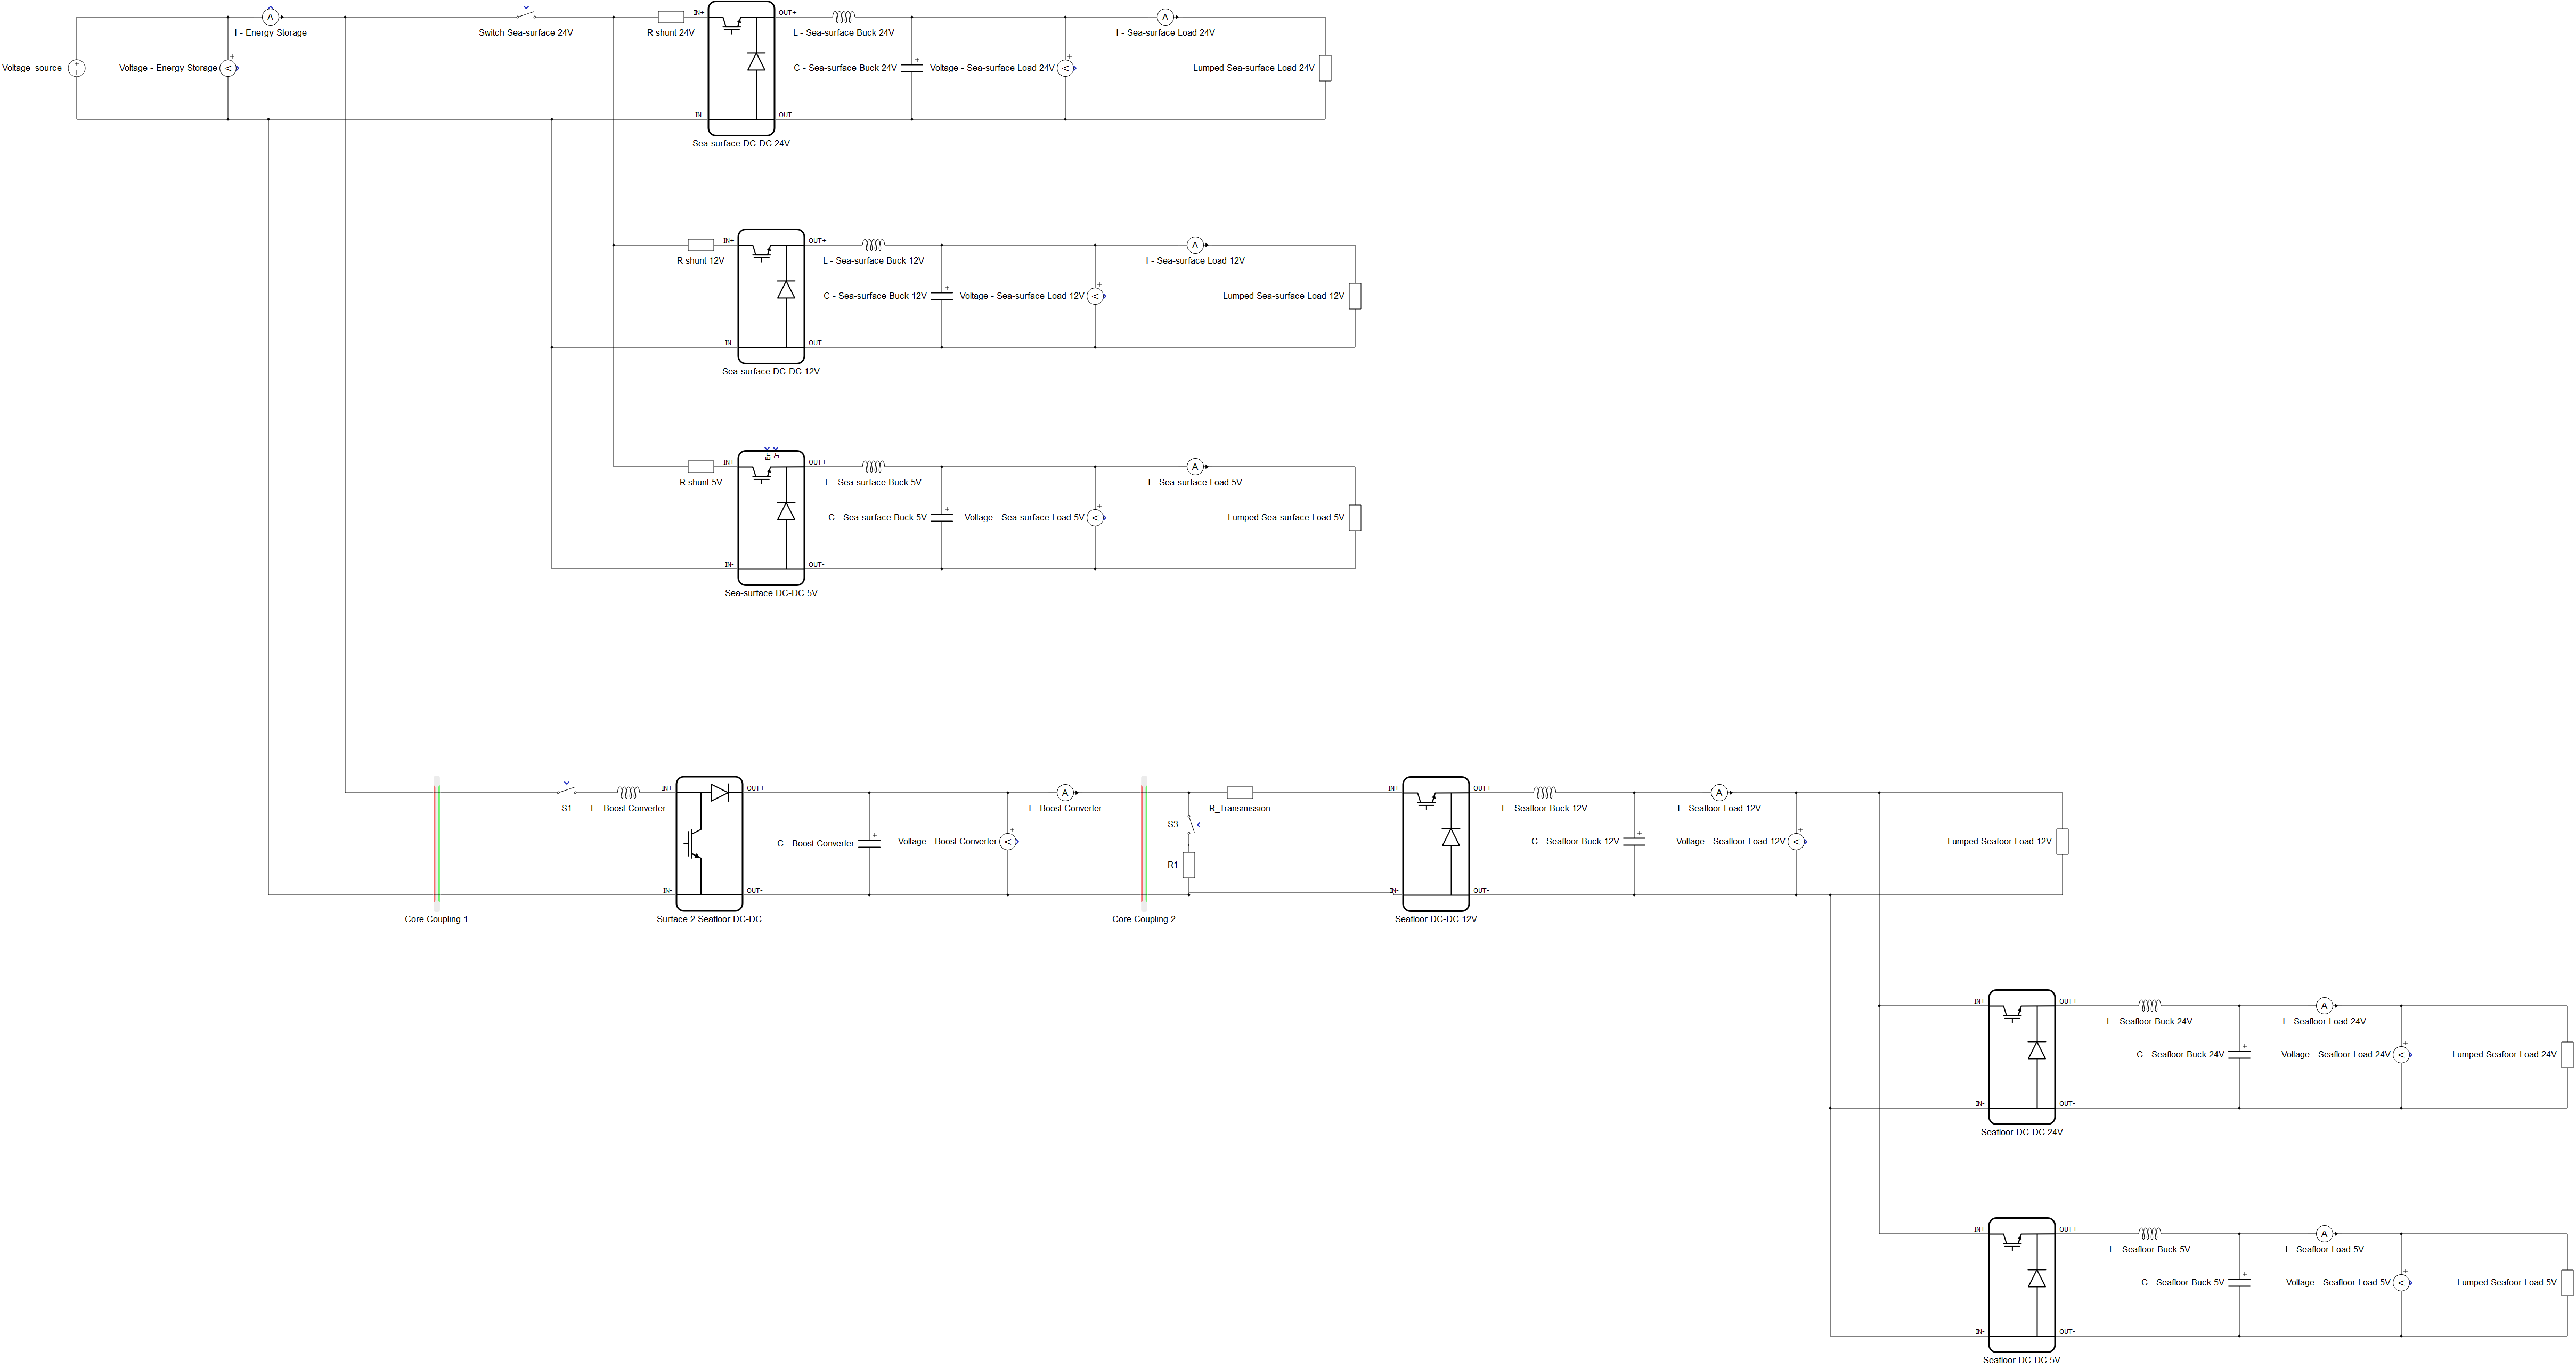 A
I - Energy Storage
Voltage_source
+
Voltage - Energy Storage
+
V
Switch Sea-surface 24V
R shunt 24V
IN+
OUT+
IN-
OUT-
Sea-surface DC-DC 24V
L - Sea-surface Buck 24V
C - Sea-surface Buck 24V
+
Voltage - Sea-surface Load 24V
+
V
A
I - Sea-surface Load 24V
Lumped Sea-surface Load 24V
R shunt 12V
IN+
OUT+
IN-
OUT-
Sea-surface DC-DC 12V
L - Sea-surface Buck 12V
C - Sea-surface Buck 12V
+
Voltage - Sea-surface Load 12V
+
V
A
I - Sea-surface Load 12V
Lumped Sea-surface Load 12V
R shunt 5V
IN+
En
In
OUT+
IN-
OUT-
Sea-surface DC-DC 5V
L - Sea-surface Buck 5V
C - Sea-surface Buck 5V
+
Voltage - Sea-surface Load 5V
+
V
A
I - Sea-surface Load 5V
Lumped Sea-surface Load 5V
Core Coupling 1
S1
L - Boost Converter
IN+
OUT+
IN-
OUT-
Surface 2 Seafloor DC-DC
C - Boost Converter
+
Voltage - Boost Converter
+
V
A
I - Boost Converter
Core Coupling 2
S3
R1
R_Transmission
IN+
OUT+
IN-
OUT-
Seafloor DC-DC 12V
L - Seafloor Buck 12V
C - Seafloor Buck 12V
+
A
I - Seafloor Load 12V
Voltage - Seafloor Load 12V
+
V
Lumped Seafoor Load 12V
IN+
OUT+
IN-
OUT-
Seafloor DC-DC 24V
L - Seafloor Buck 24V
C - Seafloor Buck 24V
+
A
I - Seafloor Load 24V
Voltage - Seafloor Load 24V
+
V
Lumped Seafoor Load 24V
IN+
OUT+
IN-
OUT-
Seafloor DC-DC 5V
L - Seafloor Buck 5V
C - Seafloor Buck 5V
+
A
I - Seafloor Load 5V
Voltage - Seafloor Load 5V
+
V
Lumped Seafoor Load 5V